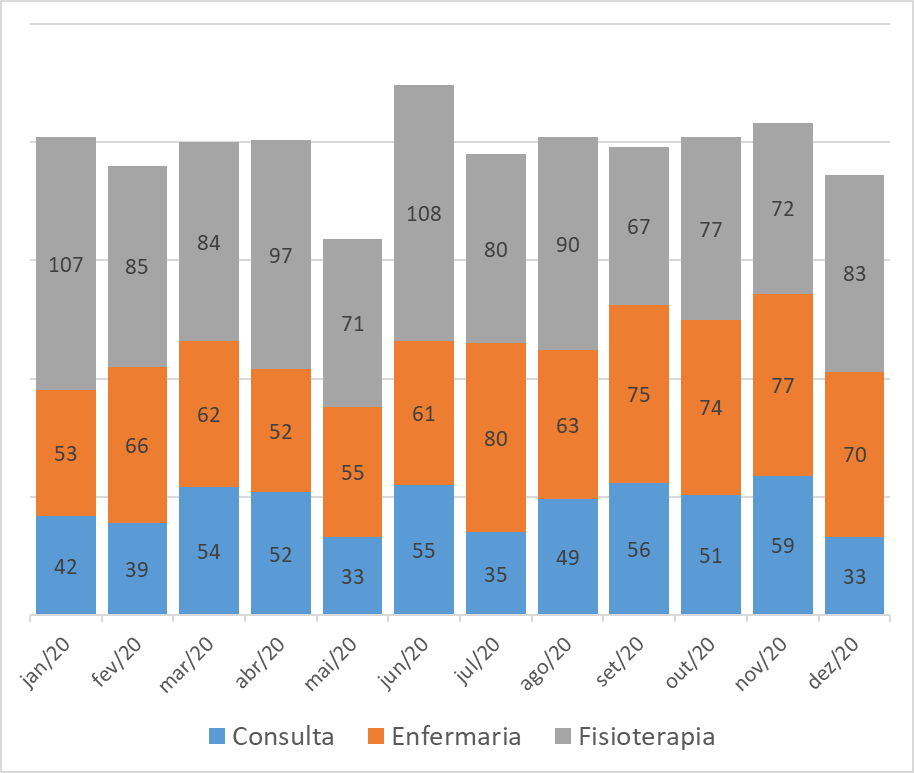 107 85 84 97 71 108 80 90 67 77 72 83
53 66 62 52 55 61 80 63 75 74 77 70
42 39 54 52 33 55 35 49 56 51 59 33
jan/20 fev/20 mar/20 abr/20 mai/20 jun/20 jul/20 ago/20 set/20 out/20 nov/20 dez/20
Consulta Enfermaria Fisioterapia